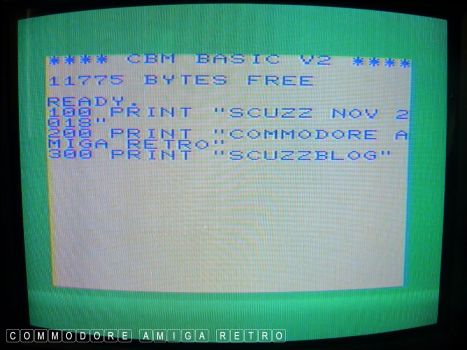 **** CBM BASIC V2 ****
11775 BYTES FREE
READY.
100 PRINT "SCUZZ NOV 2
018"
200 PRINT "COMMODORE A
MIGA RETRO"
300 PRINT "SCUZZBLOG"
COMMODORE AMIGA RETRO